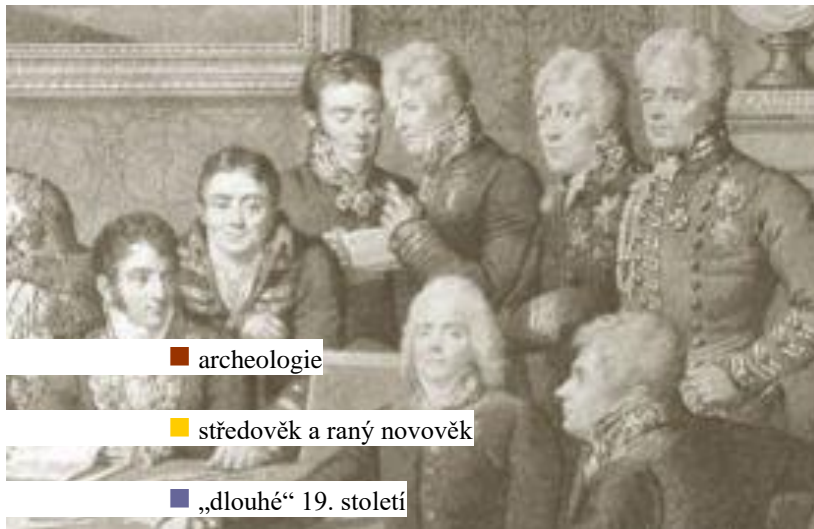 archeologie
středověk a raný novověk
„dlouhé“ 19. století